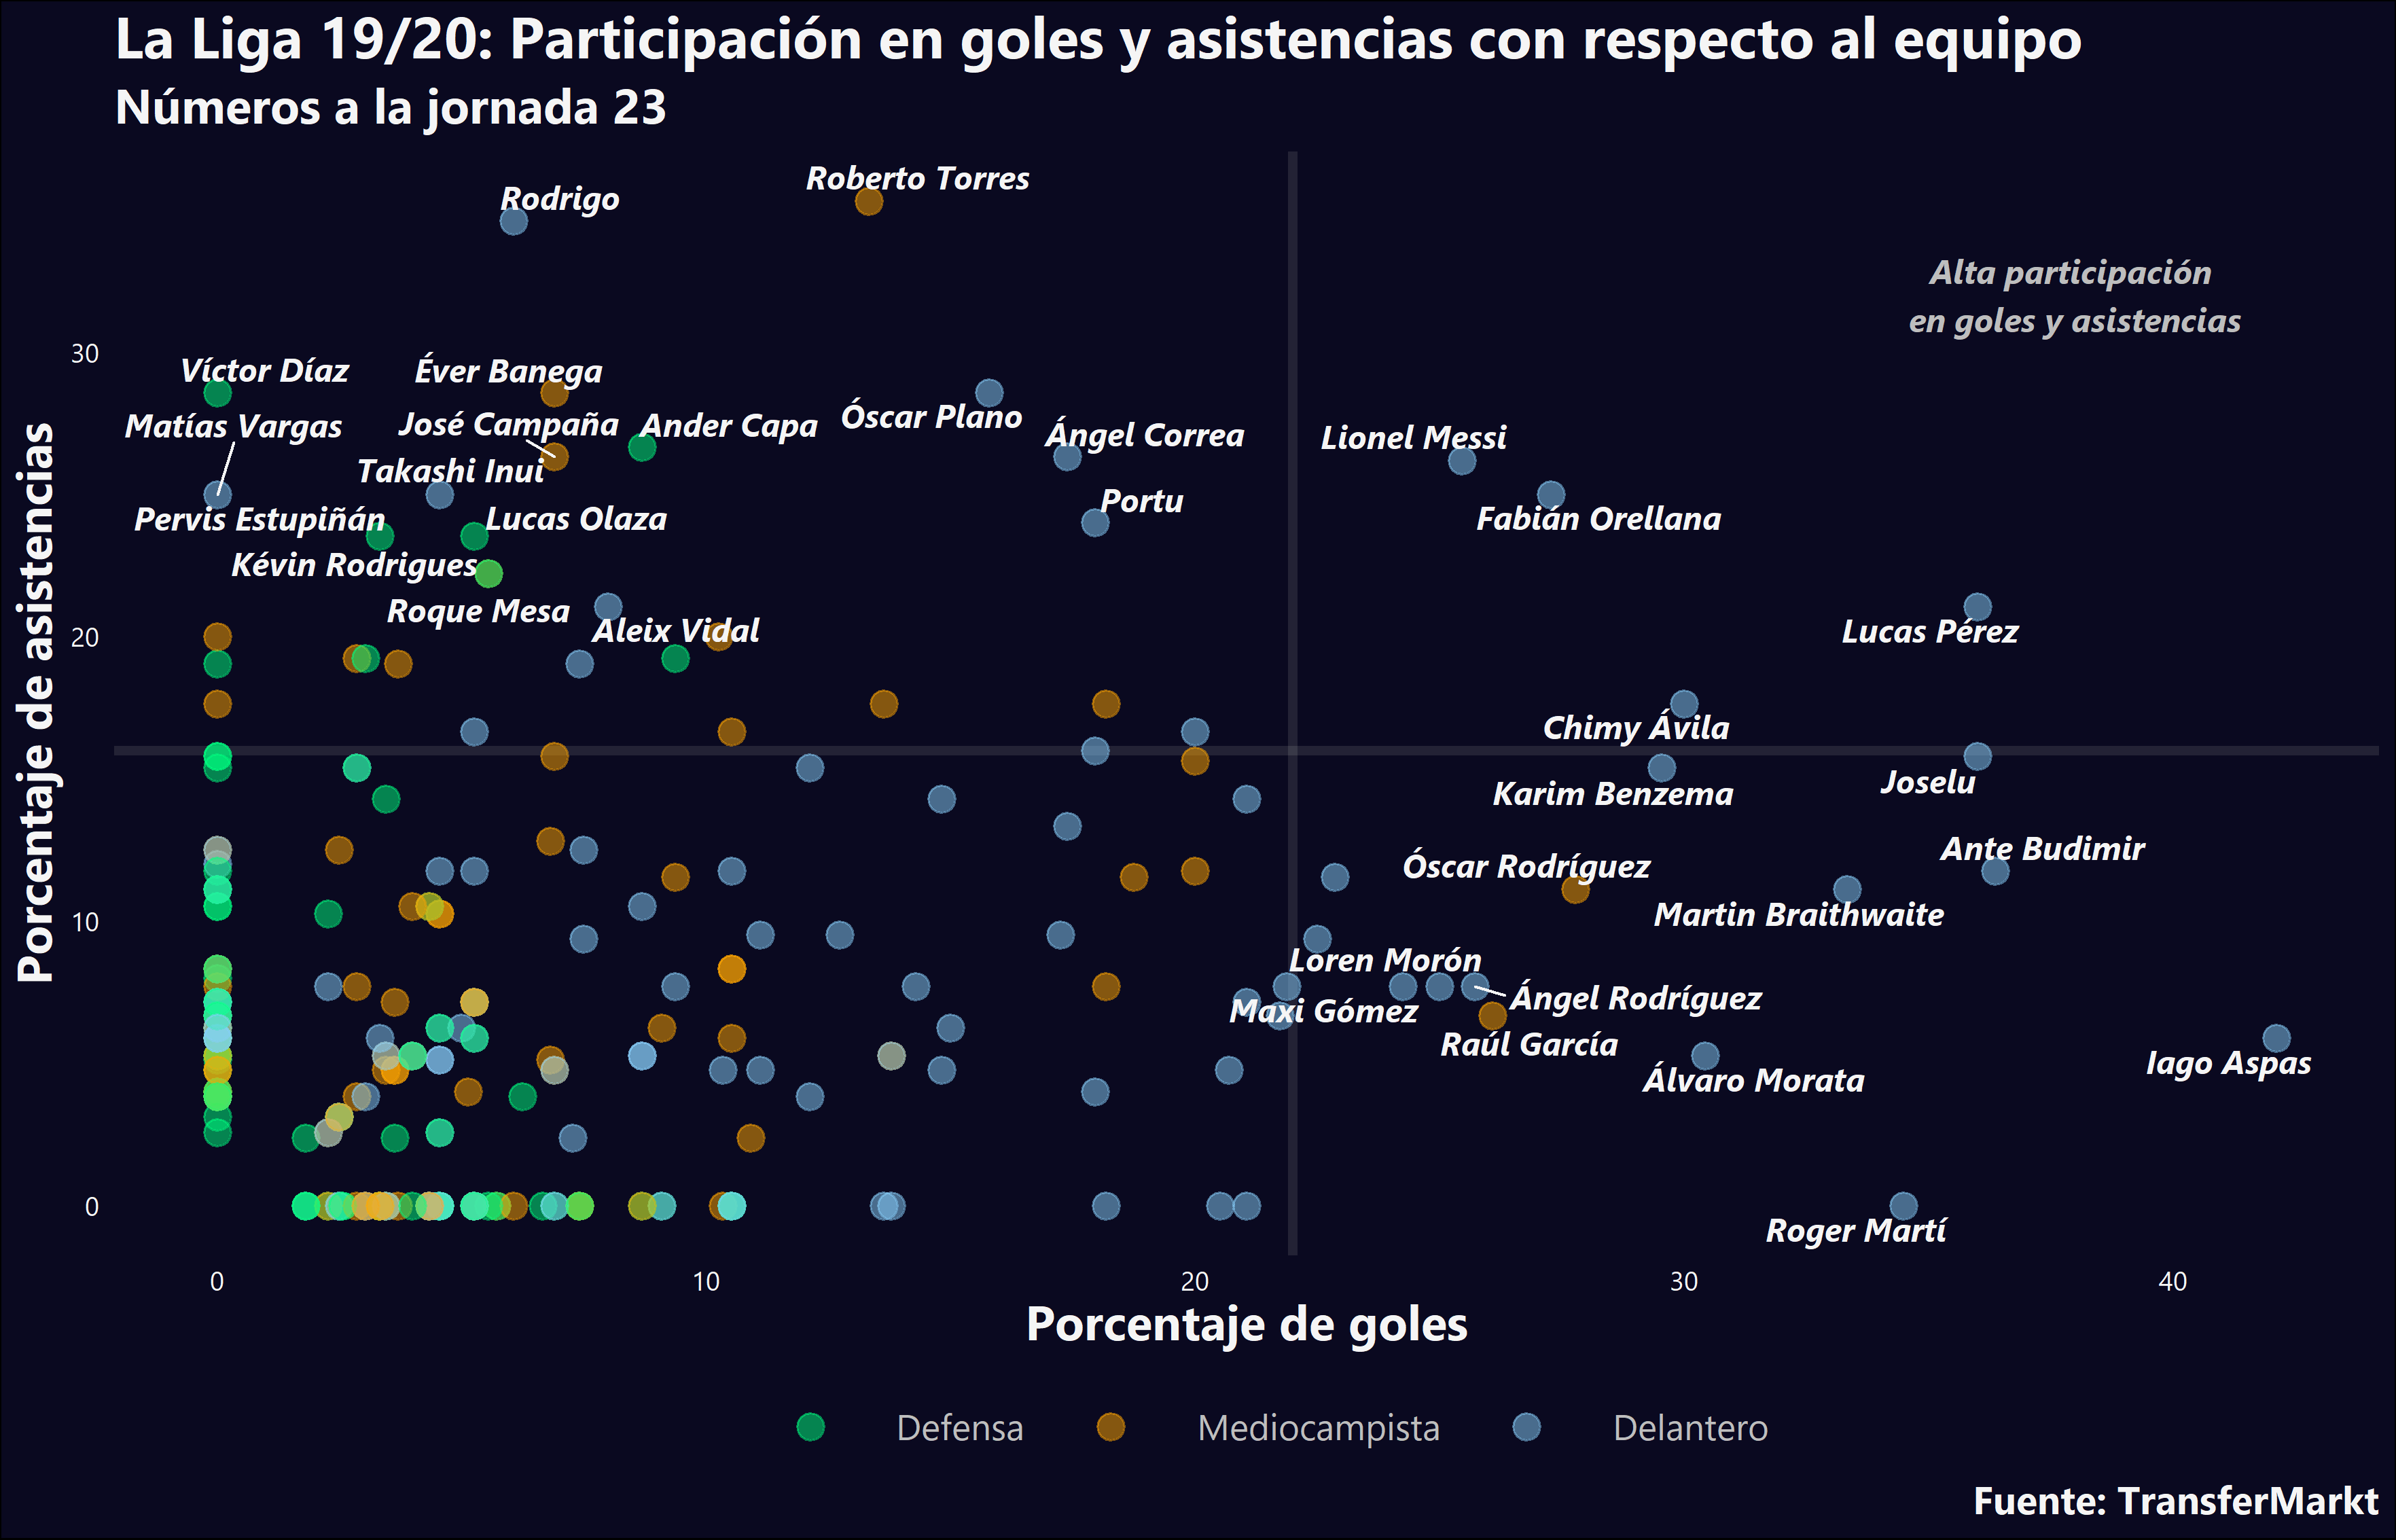 La Liga 19/20: Participación en goles y asistencias con respecto al equipo
Números a la jornada 23
Porcentaje de asistencias
30
20
10
0
Rodrigo
Roberto Torres
Alta participación
en goles y asistencias
Víctor Díaz
Éver Banega
Matías Vargas
José Campaña
Ander Capa
Óscar Plano
Ángel Correa
Lionel Messi
Takashi Inui
Portu
Pervis Estupiñán
Lucas Olaza
Fabián Orellana
Kévin Rodrigues
Roque Mesa
Aleix Vidal
Lucas Pérez
Chimy Ávila
Karim Benzema
Joselu
Óscar Rodríguez
Ante Budimir
Martin Braithwaite
Loren Morón
Ángel Rodríguez
Maxi Gómez
Raúl García
Álvaro Morata
Iago Aspas
Roger Martí
0 10 20 30 40
Porcentaje de goles
Defensa Mediocampista Delantero
Fuente: TransferMarkt